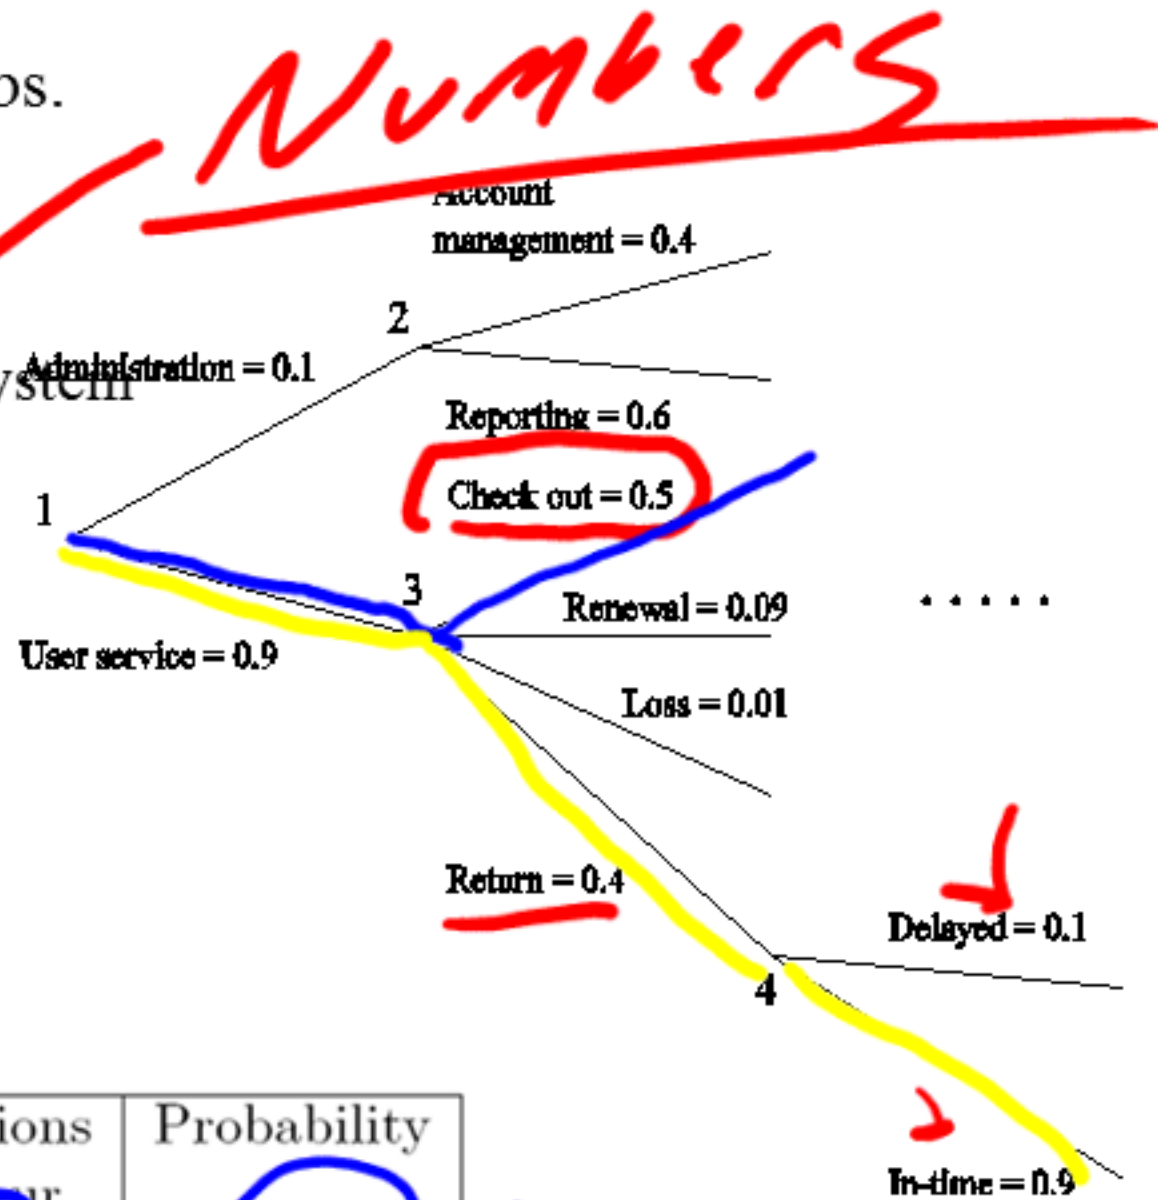 os.
Numbers
Account
management = 0.4
2
Administration = 0.1
ystem
Reporting = 0.6
1
Check out = 0.5
3
Renewal = 0.09
.....
User service = 0.9
Loss = 0.01
Return = 0.4
Delayed = 0.1
4
ions Probability
ur
In-time = 0.9